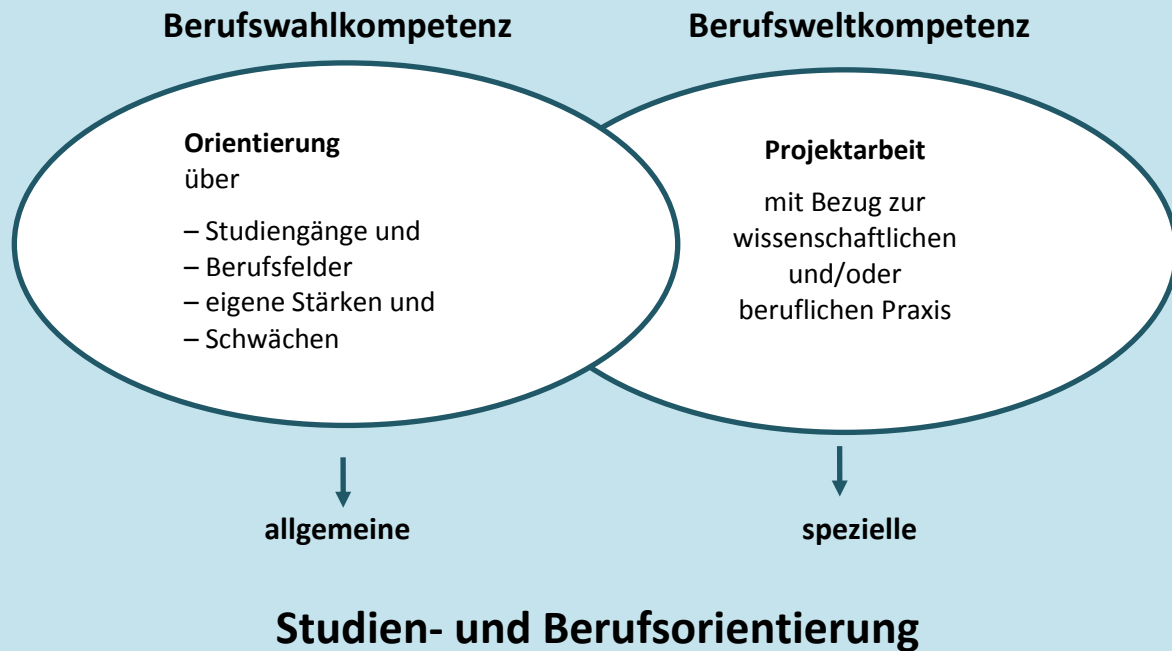 Berufswahlkompetenz
Berufsweltkompetenz
Orientierung
über
– Studiengänge und
– Berufsfelder
– eigene Stärken und
– Schwächen
Projektarbeit
mit Bezug zur
wissenschaftlichen
und/oder
beruflichen Praxis
allgemeine
spezielle
Studien- und Berufsorientierung